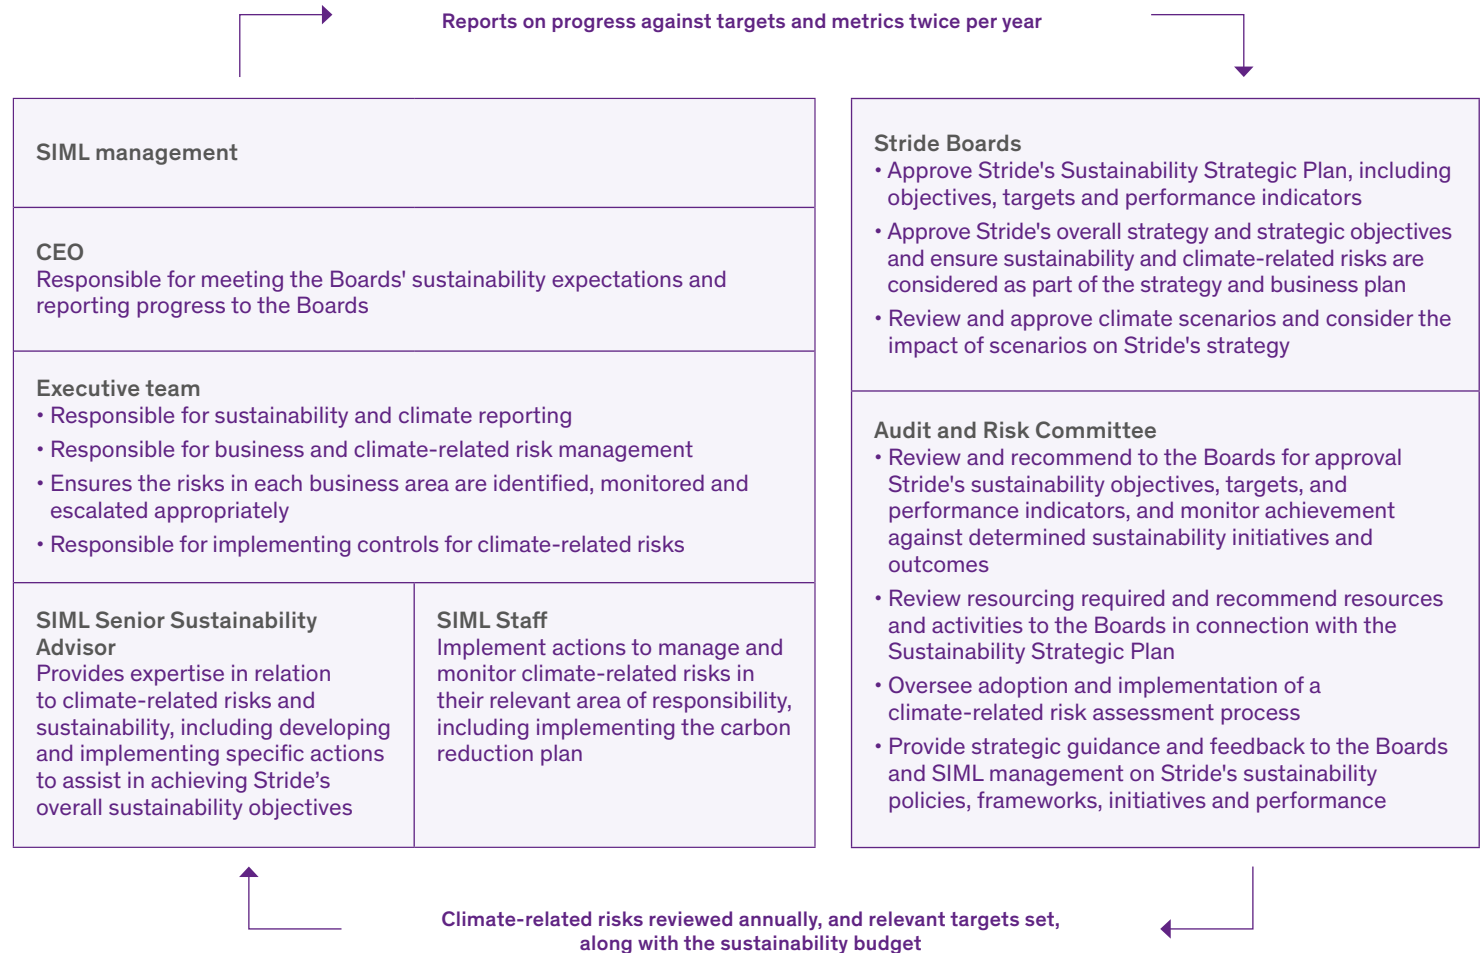 Reports on progress against targets and metrics twice per year
SIML management
CEO
Responsible for meeting the Boards' sustainability expectations and
reporting progress to the Boards
Executive team
• Responsible for sustainability and climate reporting
• Responsible for business and climate-related risk management
• Ensures the risks in each business area are identified, monitored and
escalated appropriately
• Responsible for implementing controls for climate-related risks
SIML Senior Sustainability
Advisor
Provides expertise in relation
to climate-related risks and
sustainability, including developing
and implementing specific actions
to assist in achieving Stride’s
overall sustainability objectives
SIML Staff
Implement actions to manage and
monitor climate-related risks in
their relevant area of responsibility,
including implementing the carbon
reduction plan
Stride Boards
• Approve Stride's Sustainability Strategic Plan, including
objectives, targets and performance indicators
• Approve Stride's overall strategy and strategic objectives
and ensure sustainability and climate-related risks are
considered as part of the strategy and business plan
• Review and approve climate scenarios and consider the
impact of scenarios on Stride's strategy
Audit and Risk Committee
• Review and recommend to the Boards for approval
Stride's sustainability objectives, targets, and
performance indicators, and monitor achievement
against determined sustainability initiatives and
outcomes
• Review resourcing required and recommend resources
and activities to the Boards in connection with the
Sustainability Strategic Plan
• Oversee adoption and implementation of a
climate-related risk assessment process
• Provide strategic guidance and feedback to the Boards
and SIML management on Stride's sustainability
policies, frameworks, initiatives and performance
Climate-related risks reviewed annually, and relevant targets set,
along with the sustainability budget